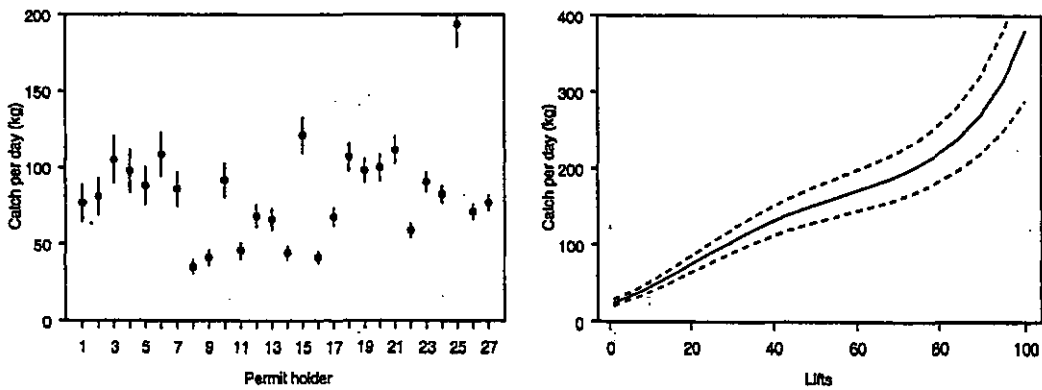 200
150
100
50
0
Catch per day (kg)
1 3 5 7 9 11 13 15 17 19 21 23 25 27
Permit holder
400
300
200
100
0
Catch per day (kg)
0 20 40 60 80 100
Lifts